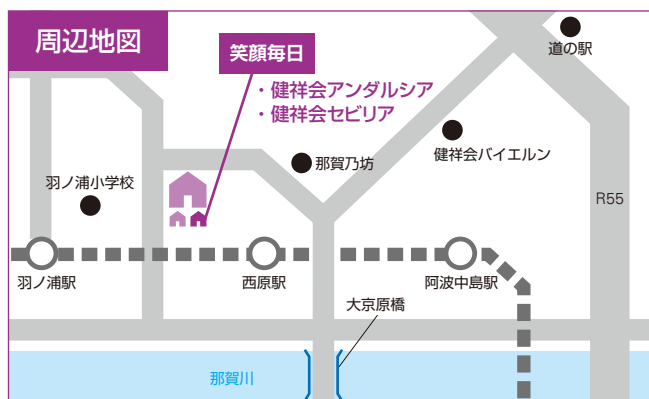 周辺地図
笑顔毎日
・健祥会アンダルシア
・健祥会セビリア
道の駅
健祥会バイエルン
那賀乃坊
羽ノ浦小学校
R55
羽ノ浦駅
西原駅
阿波中島駅
大京原橋
那賀川